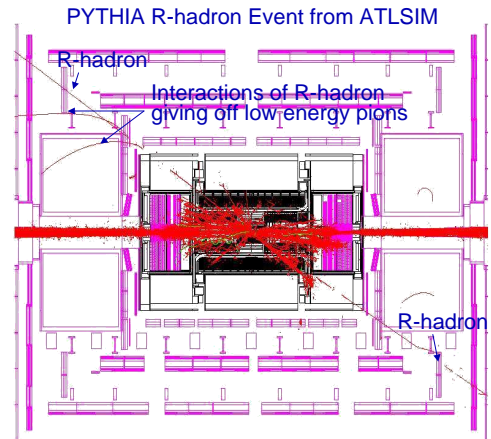 PYTHIA R-hadron Event from ATLSIM
R-hadron
Interactions of R-hadron
giving off low energy pions
R-hadron